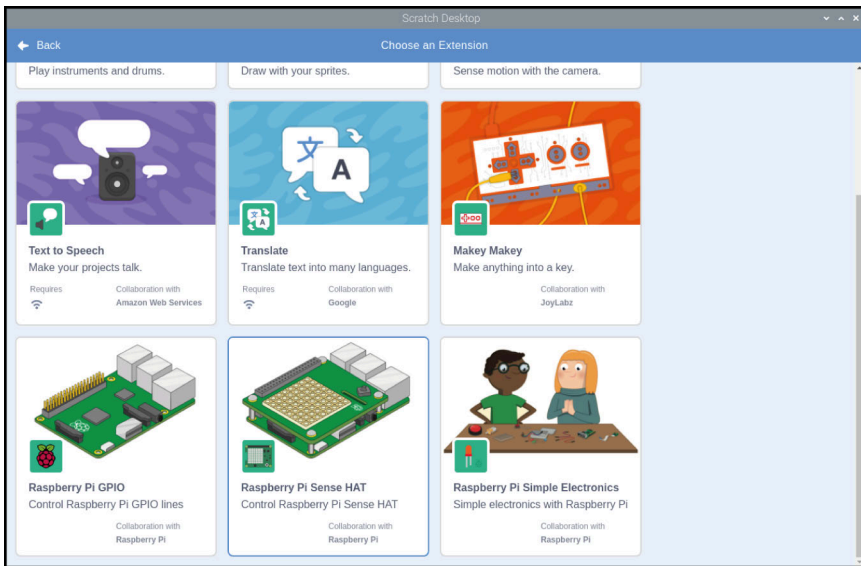 Scratch Desktop
Back
Choose an Extension
Play instruments and drums.
Draw with your sprites.
Sense motion with the camera.
文
A
Text to Speech
Make your projects talk.
Requires
Collaboration with
Amazon Web Services
Translate
Translate text into many languages.
Requires
Collaboration with
Google
Makey Makey
Make anything into a key.
Collaboration with
JoyLabz
Raspberry Pi GPIO
Control Raspberry Pi GPIO lines
Collaboration with
Raspberry Pi
Raspberry Pi Sense HAT
Control Raspberry Pi Sense HAT
Collaboration with
Raspberry Pi
Raspberry Pi Simple Electronics
Simple electronics with Raspberry Pi
Collaboration with
Raspberry Pi